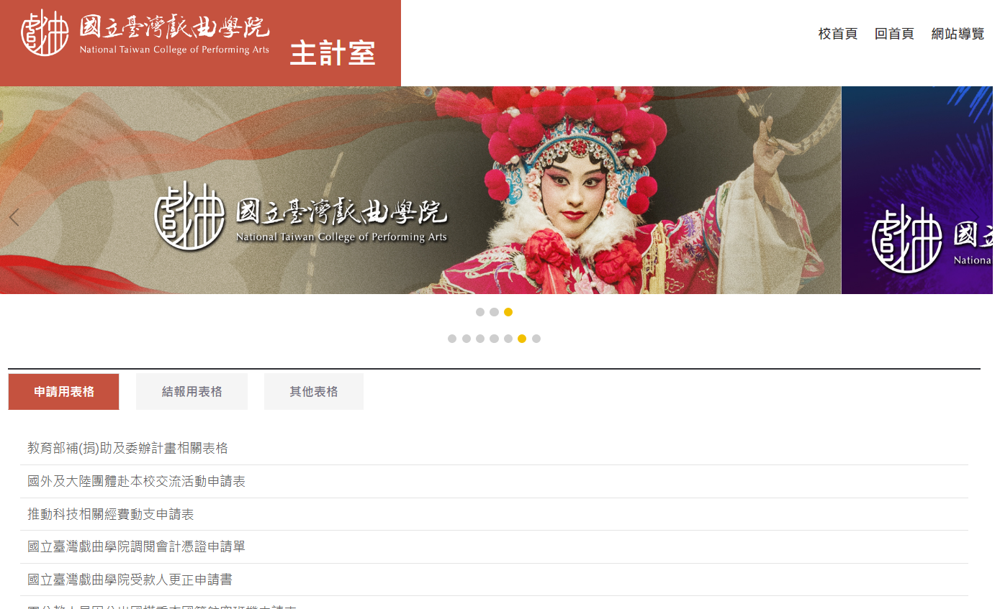 國立臺灣戲曲學院
National Taiwan College of Performing Arts
主計室
校首頁 回首頁 網站導覽
國立臺灣戲曲學院
National Taiwan College of Performing Arts
國立
National
申請用表格 結報用表格 其他表格
教育部補(捐)助及委辦計畫相關表格
國外及大陸團體赴本校交流活動申請表
推動科技相關經費動支申請表
國立臺灣戲曲學院調閱會計憑證申請單
國立臺灣戲曲學院受款人更正申請書